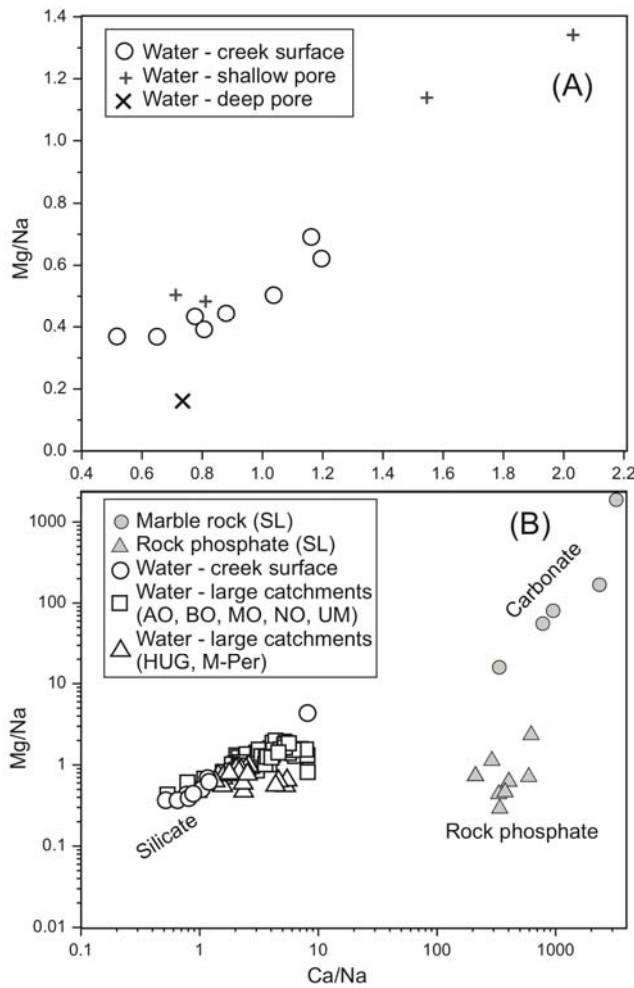 1.4
1.2
1.0
0.8
0.6
0.4
0.2
0.0
Mg/Na
Water - creek surface
Water - shallow pore
Water - deep pore
(A)
0.4 0.6 0.8 1.0 1.2 1.4 1.6 1.8 2.0 2.2
1000
100
10
1
0.1
0.01
Mg/Na
Marble rock (SL)
Rock phosphate (SL)
Water - creek surface
Water - large catchments
(AO, BO, MO, NO, UM)
Water - large catchments
(HUG, M-Per)
(B)
Carbonate
Silicate
Rock phosphate
0.1 1 10 100 1000
Ca/Na